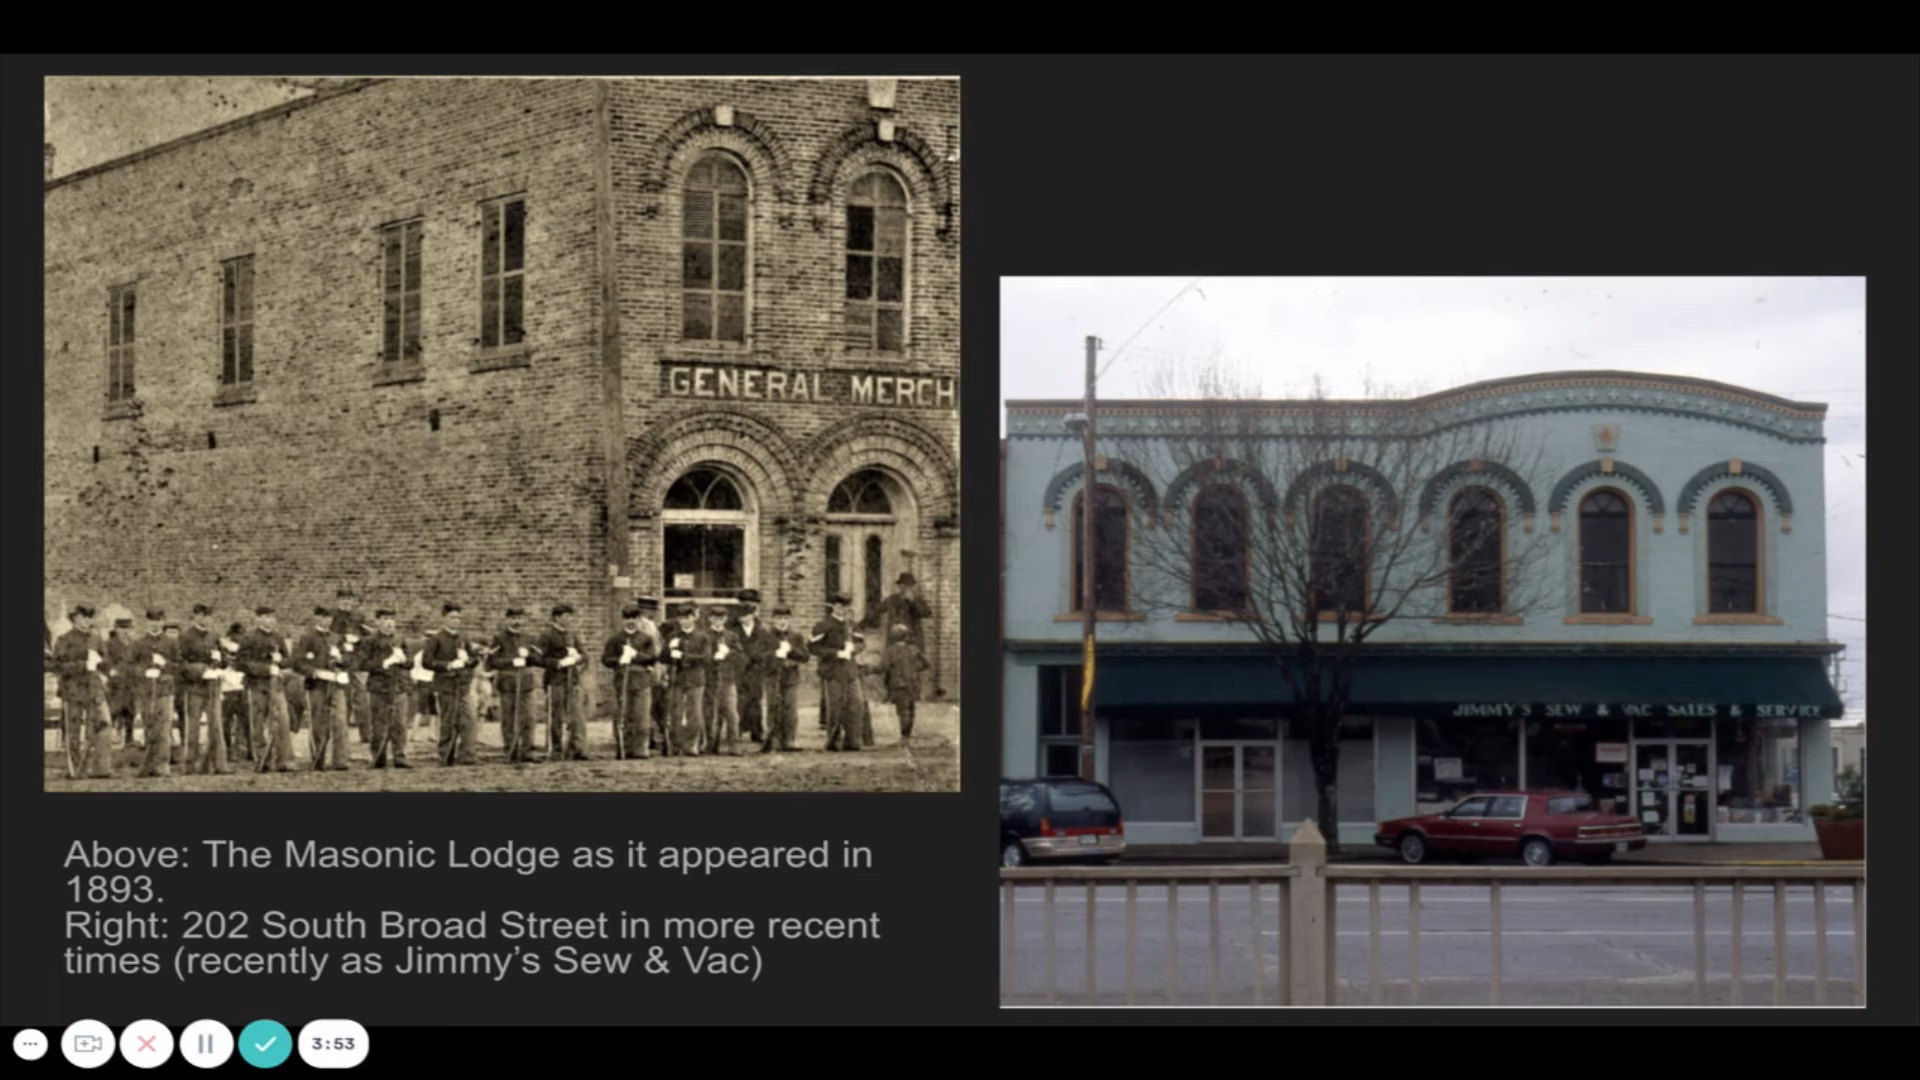 GENERAL MERCH
JIMMY'S SEW & VAC SALES & SERVICE
Above: The Masonic Lodge as it appeared in
1893.
Right: 202 South Broad Street in more recent
times (recently as Jimmy's Sew & Vac)
3:53